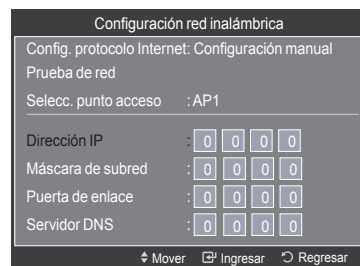 Configuración red inalámbrica
Config. protocolo Internet: Configuración manual
Prueba de red
Selecc. punto acceso : AP1
Dirección IP : 0 0 0 0
Máscara de subred : 0 0 0 0
Puerta de enlace : 0 0 0 0
Servidor DNS : 0 0 0 0
Mover Ingresar Regresar